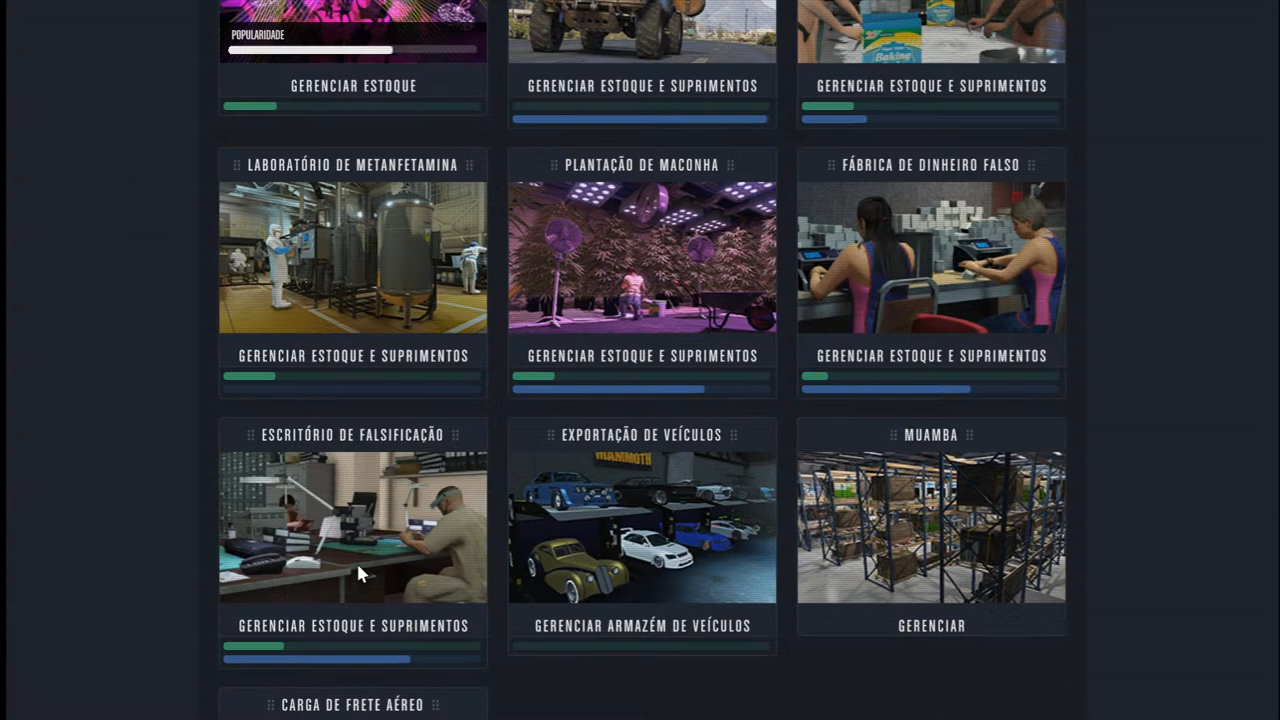 POPULARIDADE
Baking
GERENCIAR ESTOQUE
GERENCIAR ESTOQUE E SUPRIMENTOS
GERENCIAR ESTOQUE E SUPRIMENTOS
LABORATÓRIO DE METANFETAMINA
PLANTAÇÃO DE MACONHA
FÁBRICA DE DINHEIRO FALSO
GERENCIAR ESTOQUE E SUPRIMENTOS
GERENCIAR ESTOQUE E SUPRIMENTOS
GERENCIAR ESTOQUE E SUPRIMENTOS
ESCRITÓRIO DE FALSIFICAÇÃO
EXPORTAÇÃO DE VEÍCULOS
MUAMBA
MAMMOTH
GERENCIAR ESTOQUE E SUPRIMENTOS
GERENCIAR ARMAZÉM DE VEÍCULOS
GERENCIAR
CARGA DE FRETE AÉREO